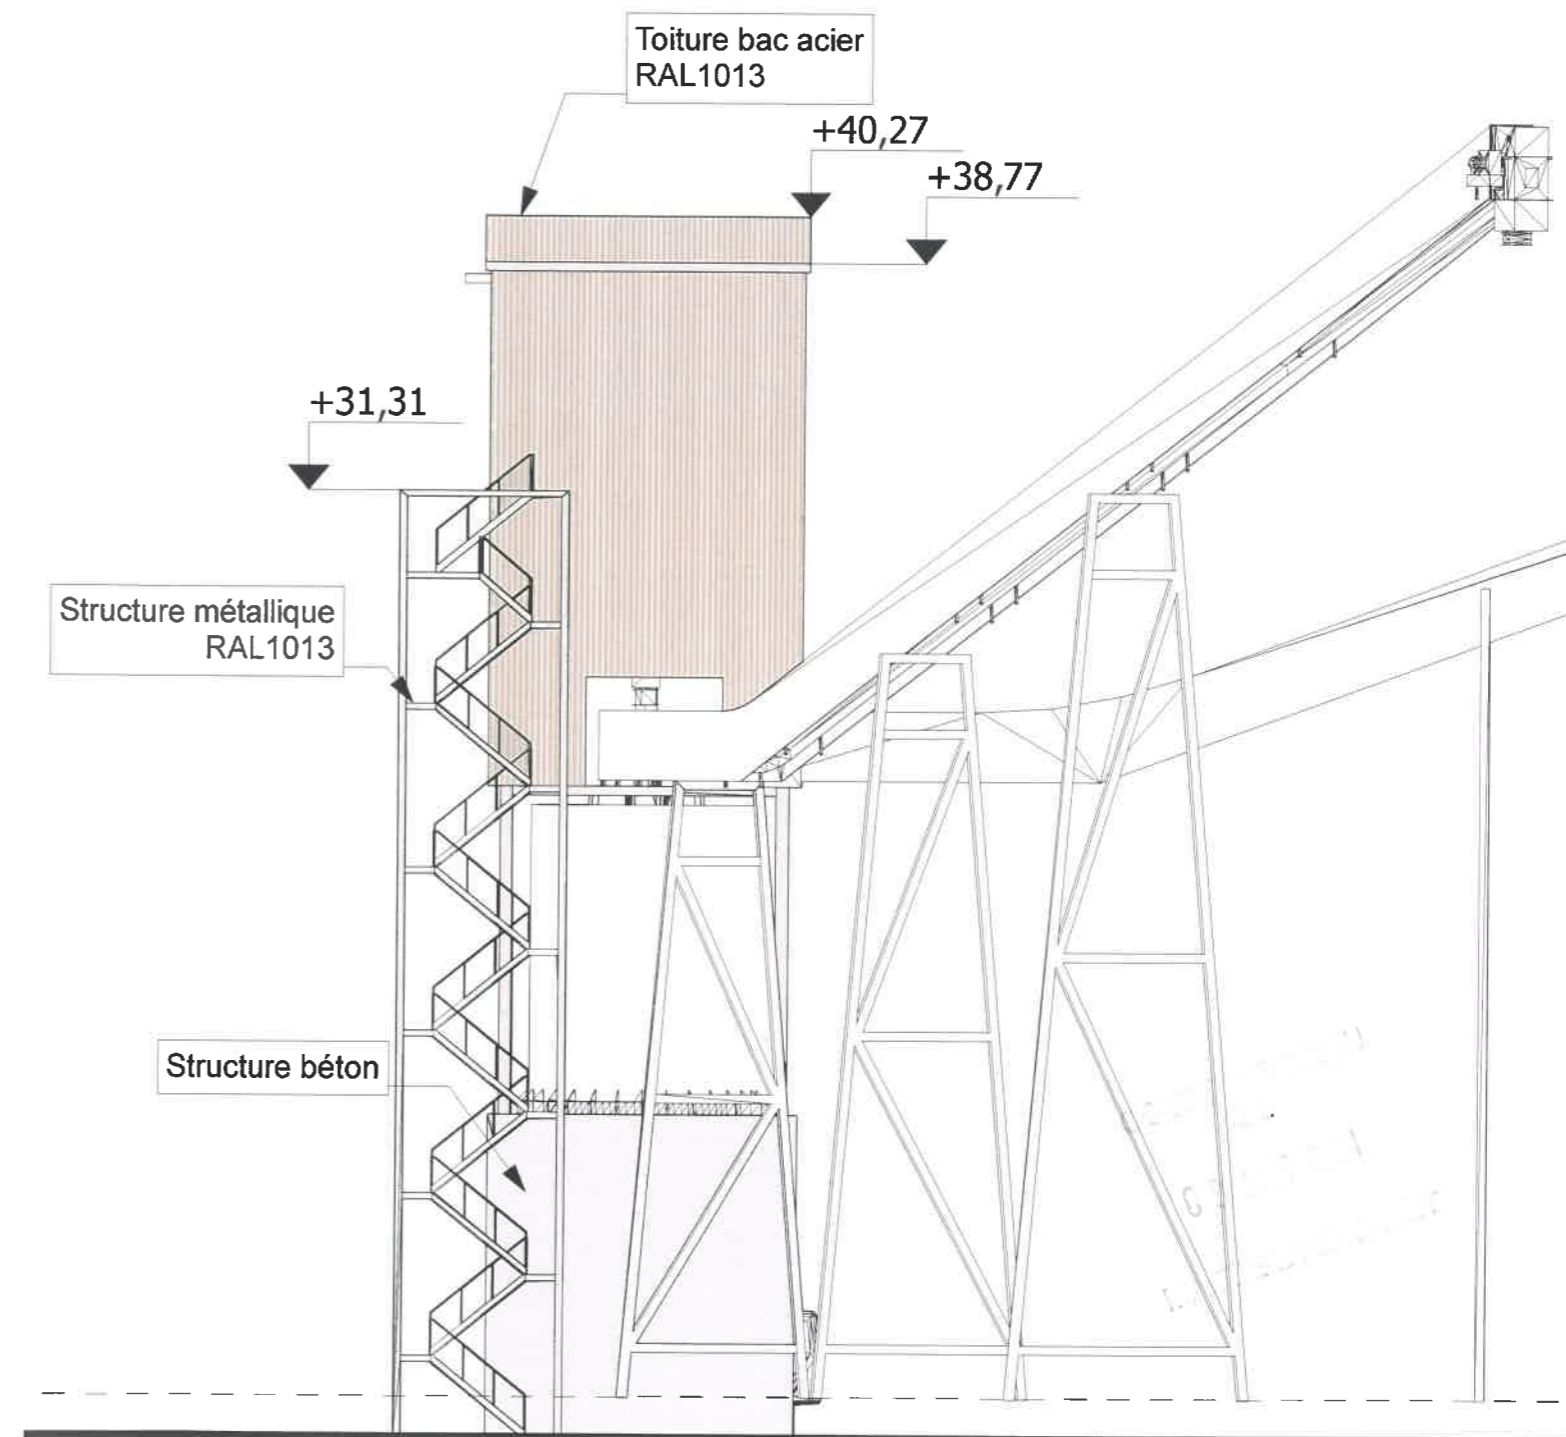 Toiture bac acier
RAL1013
+40,27
+38,77
+31,31
Structure métallique
RAL1013
Structure béton